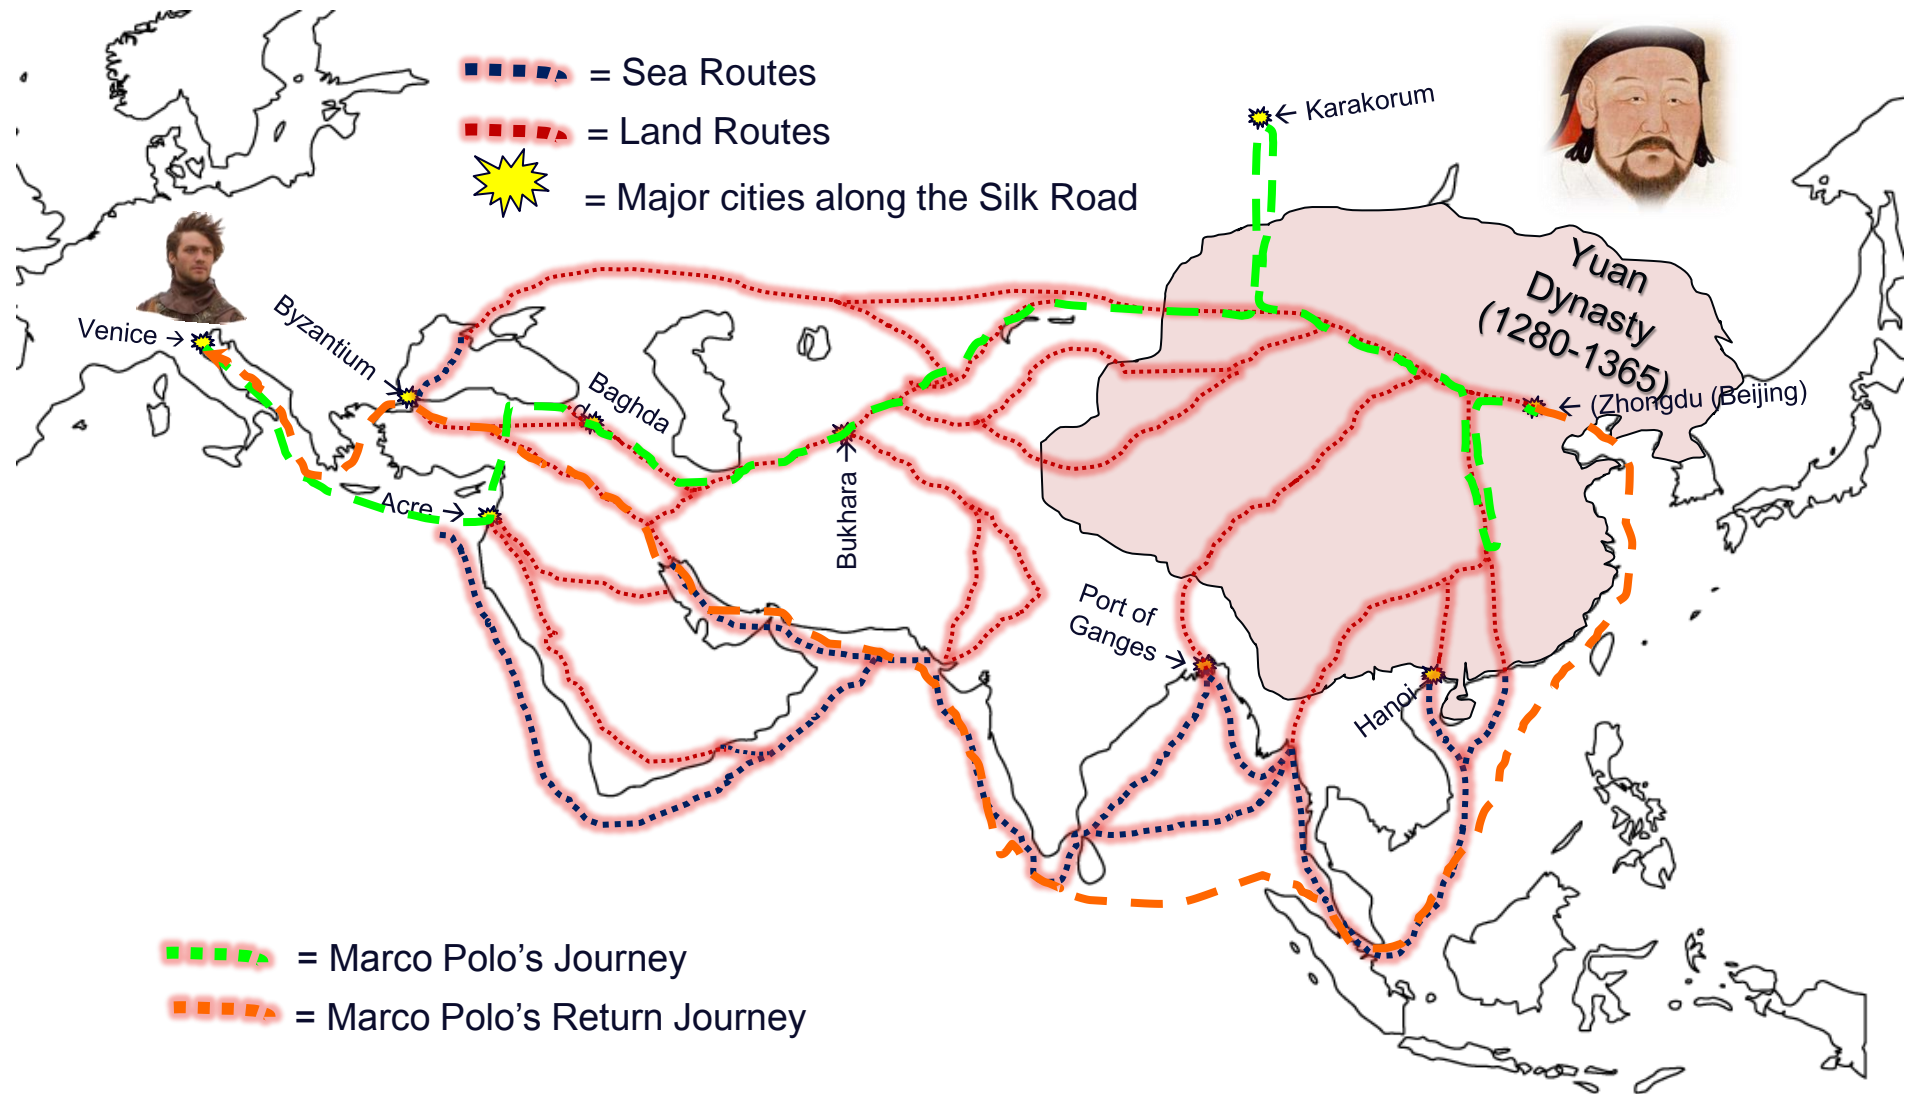 = Sea Routes
= Land Routes
= Major cities along the Silk Road
← Karakorum
Yuan
Dynasty
(1280-1365)
Venice →
Byzantium →
Baghda
d→
Acre →
Bukhara →
← (Zhongdu (Beijing)
Port of
Ganges →
Hanoi
= Marco Polo’s Journey
= Marco Polo’s Return Journey